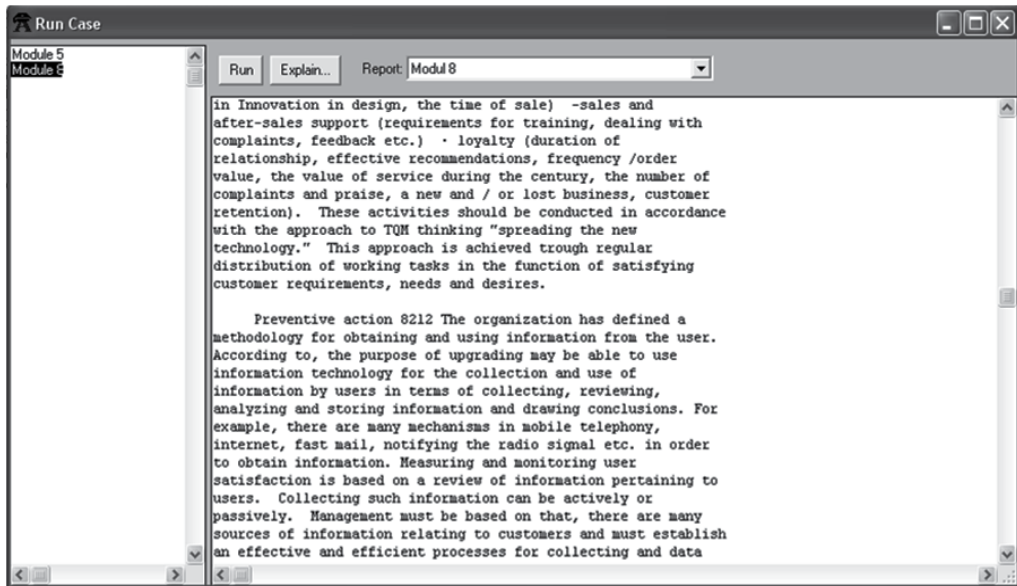 Run Case
Module 5
Module 8
Run
Explain...
Report: Modul 8
in Innovation in design, the time of sale)  -sales and
after-sales support (requirements for training, dealing with
complaints, feedback etc.)  · loyalty (duration of
relationship, effective recommendations, frequency /order
value, the value of service during the century, the number of
complaints and praise, a new and / or lost business, customer
retention).  These activities should be conducted in accordance
with the approach to TQM thinking "spreading the new
technology."  This approach is achieved trough regular
distribution of working tasks in the function of satisfying
customer requirements, needs and desires.
Preventive action 8212 The organization has defined a
methodology for obtaining and using information from the user.
According to, the purpose of upgrading may be able to use
information technology for the collection and use of
information by users in terms of collecting, reviewing,
analyzing and storing information and drawing conclusions. For
example, there are many mechanisms in mobile telephony,
internet, fast mail, notifying the radio signal etc. in order
to obtain information. Measuring and monitoring user
satisfaction is based on a review of information pertaining to
users.  Collecting such information can be actively or
passively.  Management must be based on that, there are many
sources of information relating to customers and must establish
an effective and efficient processes for collecting and data